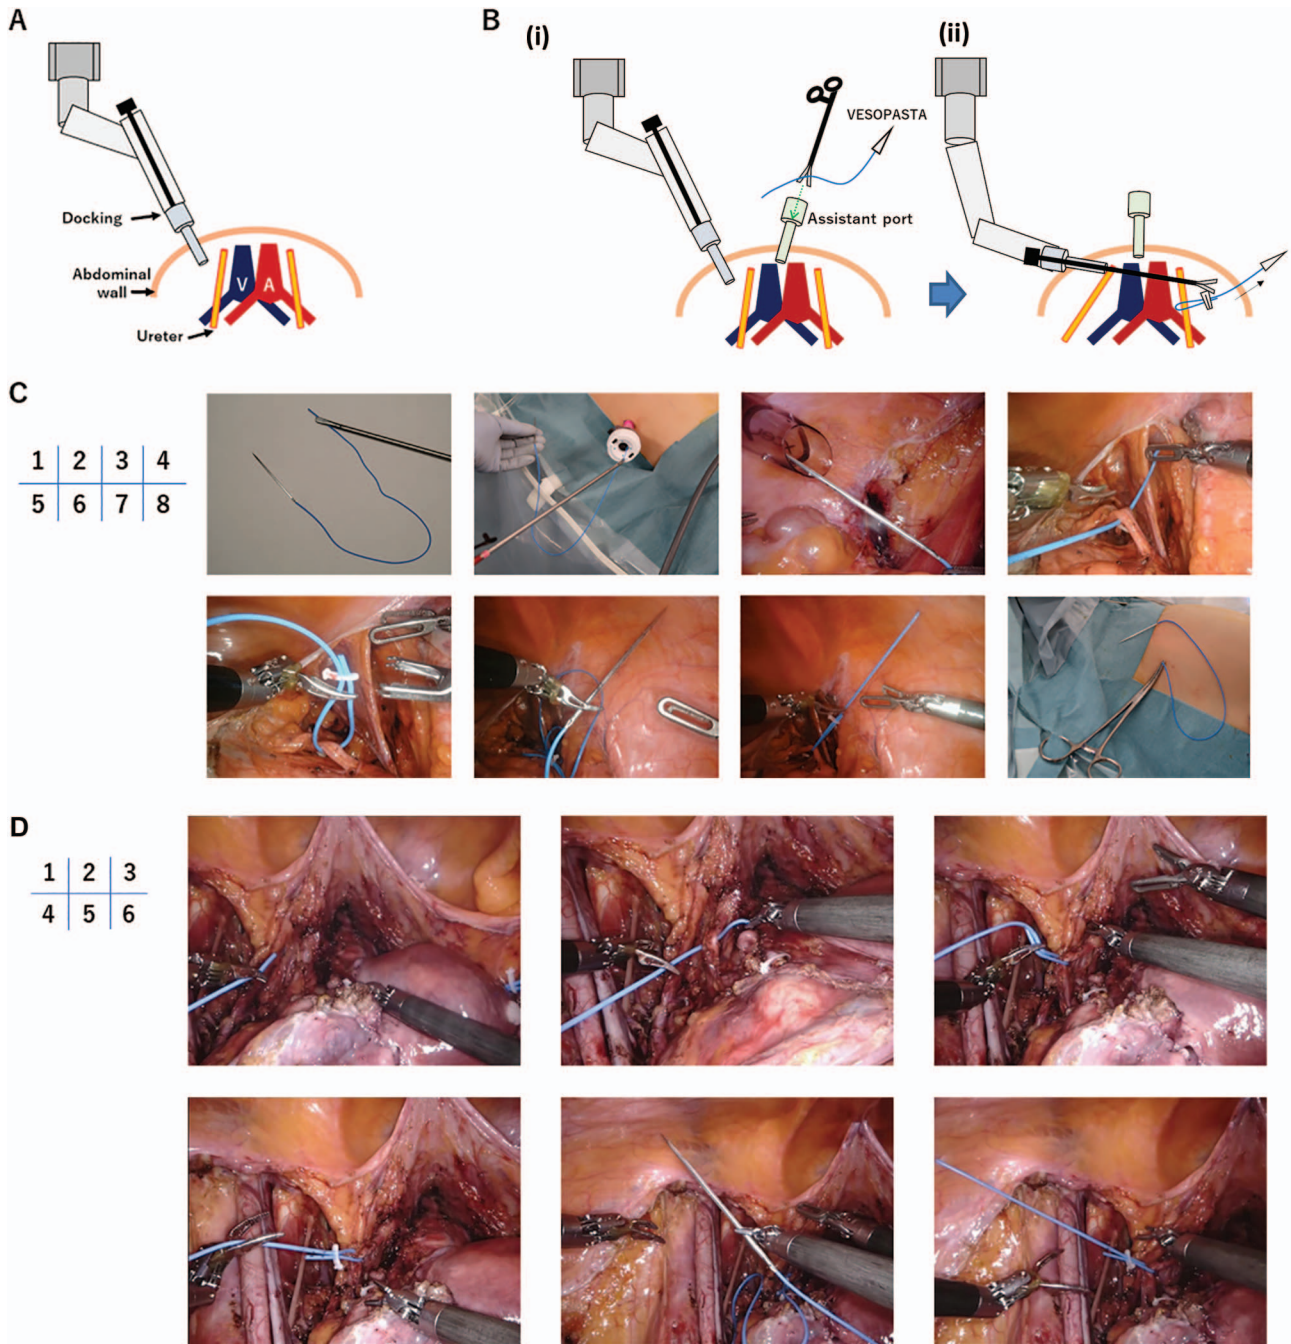 A
B
(i)
(ii)
VESOPASTA
Docking
Assistant port
Abdominal
wall
V
A
Ureter
C
1 2 3 4
5 6 7 8
D
1 2 3
4 5 6